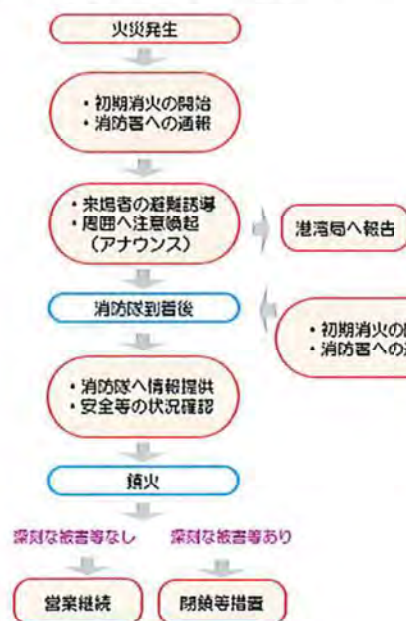 火災発生
・初期消火の開始
・消防署への通報
・来場者の避難誘導
・周囲へ注意喚起
(アナウンス)
港湾局へ報告
消防隊到着後
・初期消火の
・消防署への
・消防隊へ情報提供
・安全等の状況確認
鎮火
深刻な被害等なし
深刻な被害等あり
営業継続
閉鎖等措置